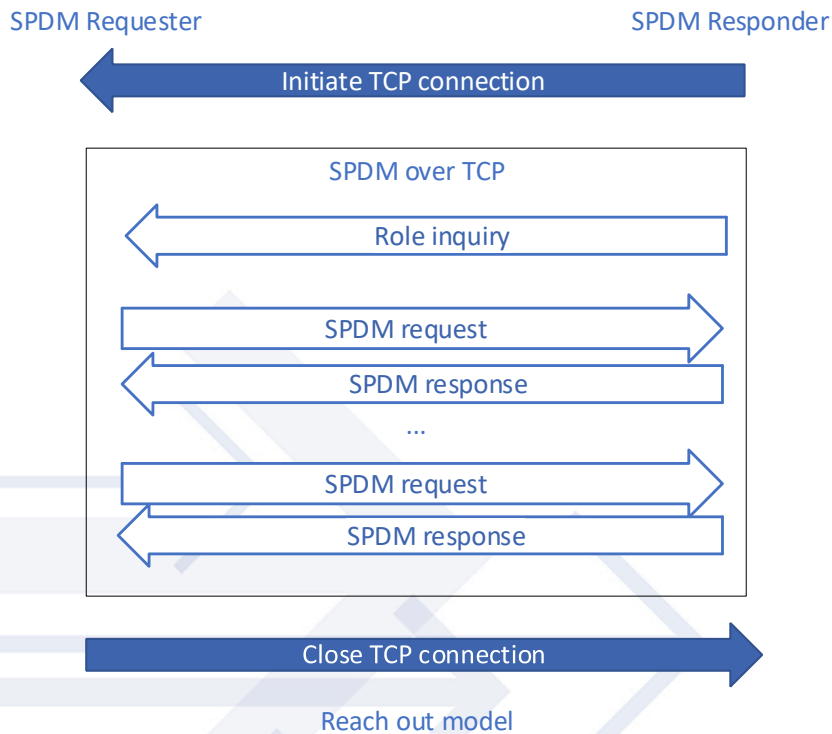 SPDM Requester
SPDM Responder
Initiate TCP connection
SPDM over TCP
Role inquiry
SPDM request
SPDM response
...
SPDM request
SPDM response
Close TCP connection
Reach out model